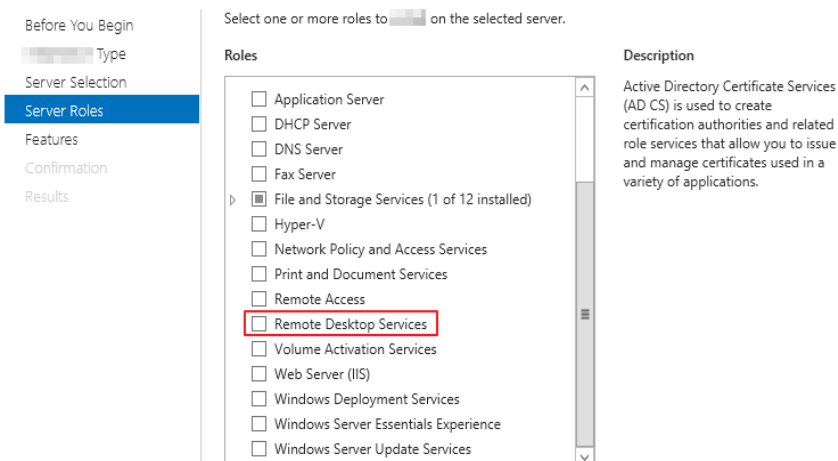 Before You Begin
Type
Server Selection
Server Roles
Features
Confirmation
Results
Select one or more roles to on the selected server.
Roles
Application Server
DHCP Server
DNS Server
Fax Server
File and Storage Services (1 of 12 installed)
Hyper-V
Network Policy and Access Services
Print and Document Services
Remote Access
Remote Desktop Services
Volume Activation Services
Web Server (IIS)
Windows Deployment Services
Windows Server Essentials Experience
Windows Server Update Services
Description
Active Directory Certificate Services
(AD CS) is used to create
certification authorities and related
role services that allow you to issue
and manage certificates used in a
variety of applications.